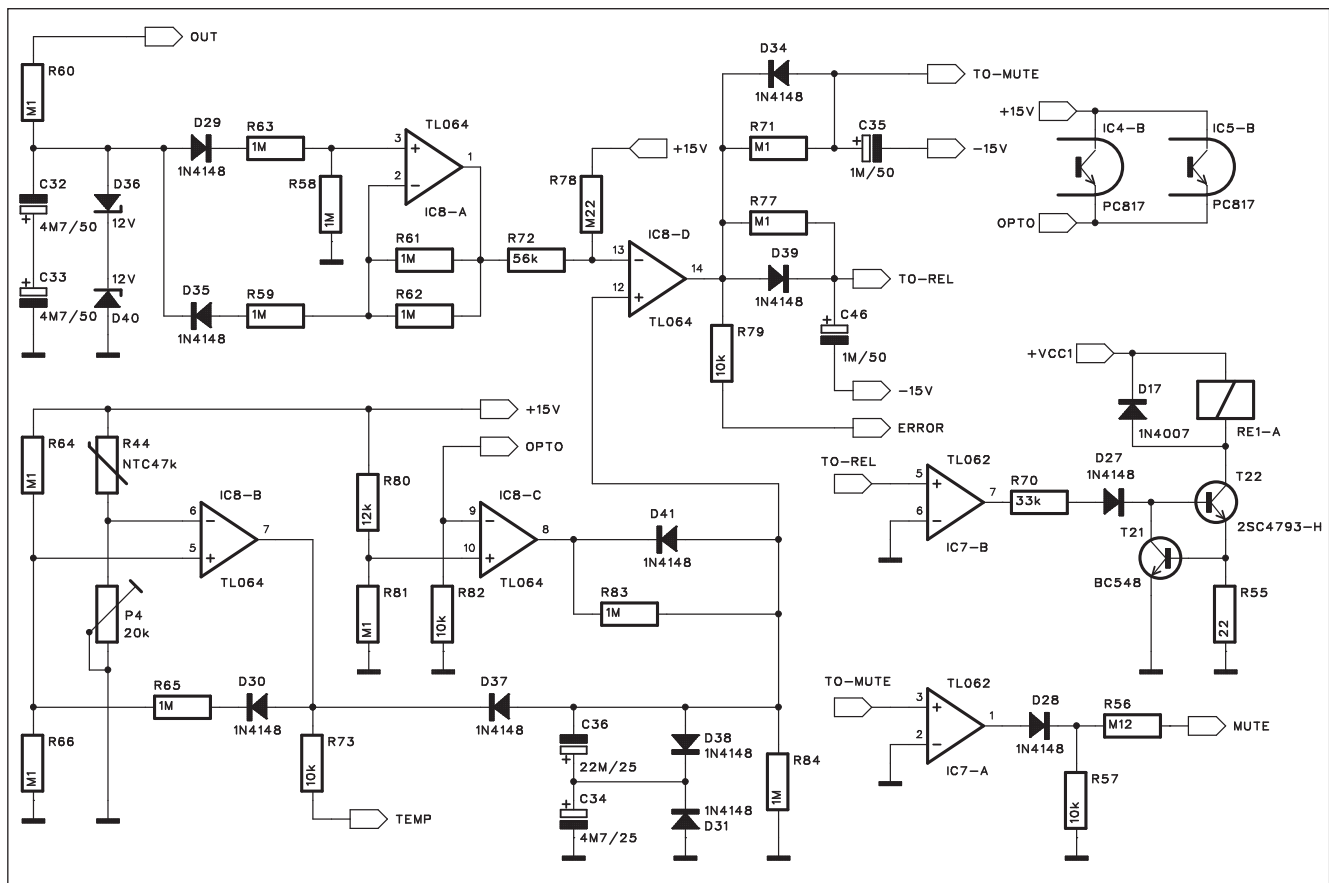 OUT
R60
M1
C32
4M7/50
C33
4M7/50
D36
12V
12V
D40
D29
1N4148
R63
1M
R58
1M
TL064
3
2
1
IC8-A
R61
1M
R62
1M
D35
1N4148
R59
1M
R72
56k
+15V
R78
M22
IC8-D
13
12
14
TL064
D34
1N4148
TO-MUTE
R71
M1
C35
1M/50
-15V
R77
M1
D39
1N4148
TO-REL
R79
10k
C46
1M/50
-15V
ERROR
+15V
IC4-B
IC5-B
PC817
PC817
OPTO
+VCC1
D17
1N4007
RE1-A
TO-REL
TL062
5
6
7
IC7-B
R70
33k
D27
1N4148
T22
2SC4793-H
T21
BC548
R55
22
R64
M1
R44
NTC47k
+15V
OPTO
IC8-B
6
5
7
TL064
P4
20k
R80
12k
R81
M1
R82
10k
IC8-C
9
10
8
TL064
D41
1N4148
R83
1M
R65
1M
D30
1N4148
R66
M1
R73
10k
TEMP
D37
1N4148
C36
22M/25
C34
4M7/25
D38
1N4148
1N4148
D31
R84
1M
TO-MUTE
TL062
3
2
1
IC7-A
D28
1N4148
R56
M12
MUTE
R57
10k